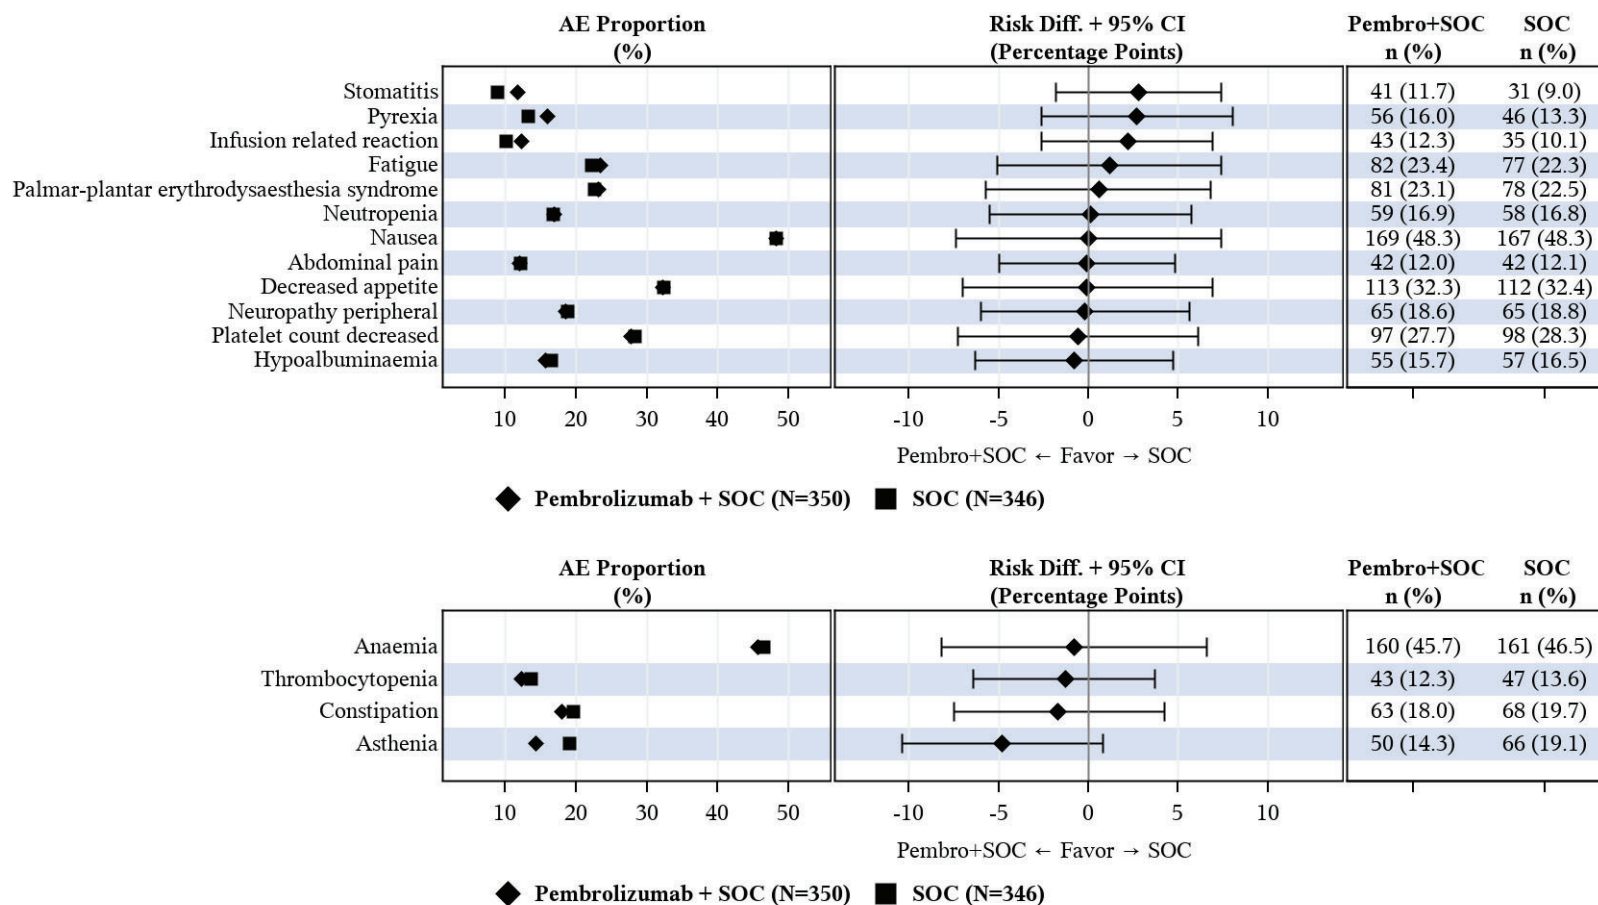 AE Proportion Risk Diff. + 95% CI Pembro+SOC SOC
(%) (Percentage Points) n (%) n (%)
Stomatitis 41 (11.7) 31 (9.0)
Pyrexia 56 (16.0) 46 (13.3)
Infusion related reaction 43 (12.3) 35 (10.1)
Fatigue 82 (23.4) 77 (22.3)
Palmar-plantar erythrodysaesthesia syndrome 81 (23.1) 78 (22.5)
Neutropenia 59 (16.9) 58 (16.8)
Nausea 169 (48.3) 167 (48.3)
Abdominal pain 42 (12.0) 42 (12.1)
Decreased appetite 113 (32.3) 112 (32.4)
Neuropathy peripheral 65 (18.6) 65 (18.8)
Platelet count decreased 97 (27.7) 98 (28.3)
Hypoalbuminaemia 55 (15.7) 57 (16.5)
10 20 30 40 50 -10 -5 0 5 10
Pembro+SOC ← Favor → SOC
Pembrolizumab + SOC (N=350) SOC (N=346)
AE Proportion Risk Diff. + 95% CI Pembro+SOC SOC
(%) (Percentage Points) n (%) n (%)
Anaemia 160 (45.7) 161 (46.5)
Thrombocytopenia 43 (12.3) 47 (13.6)
Constipation 63 (18.0) 68 (19.7)
Asthenia 50 (14.3) 66 (19.1)
10 20 30 40 50 -10 -5 0 5 10
Pembro+SOC ← Favor → SOC
Pembrolizumab + SOC (N=350) SOC (N=346)